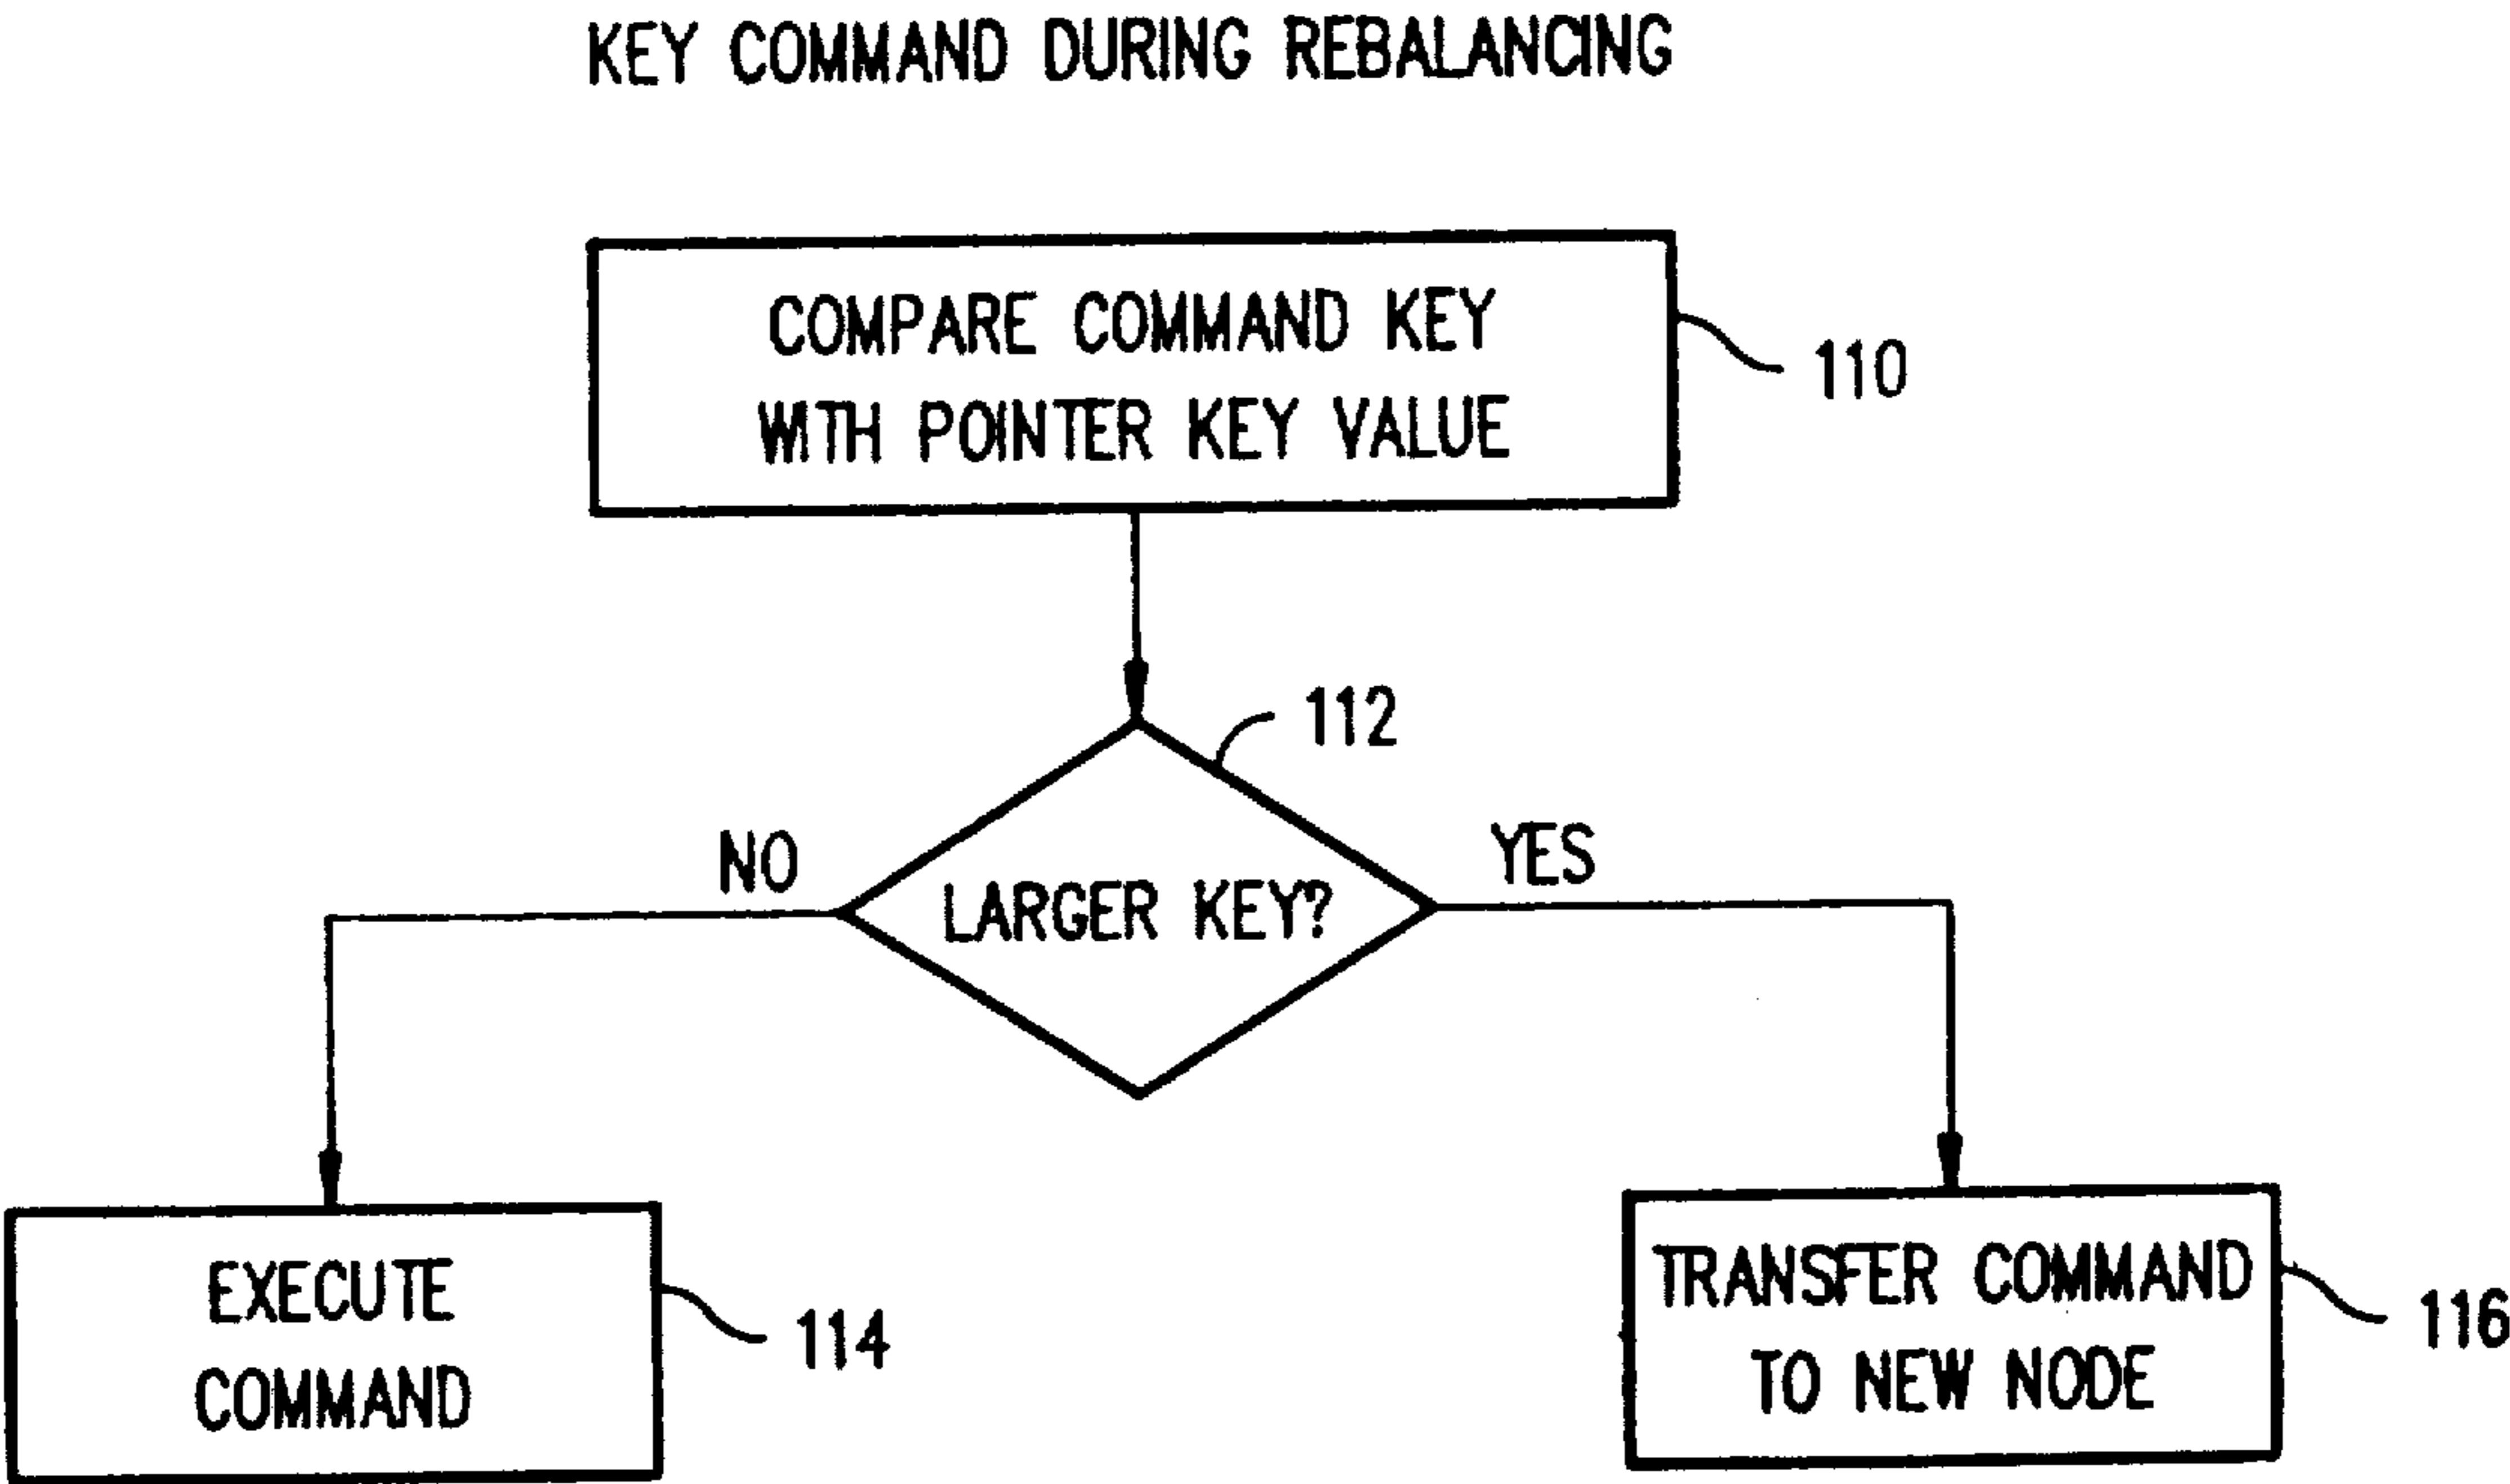 KEY COMMAND DURING REBALANCING
COMPARE COMMAND KEY
WITH POINTER KEY VALUE
110
112
NO
YES
LARGER KEY?
EXECUTE
COMMAND
114
TRANSFER COMMAND
TO NEW NODE
116